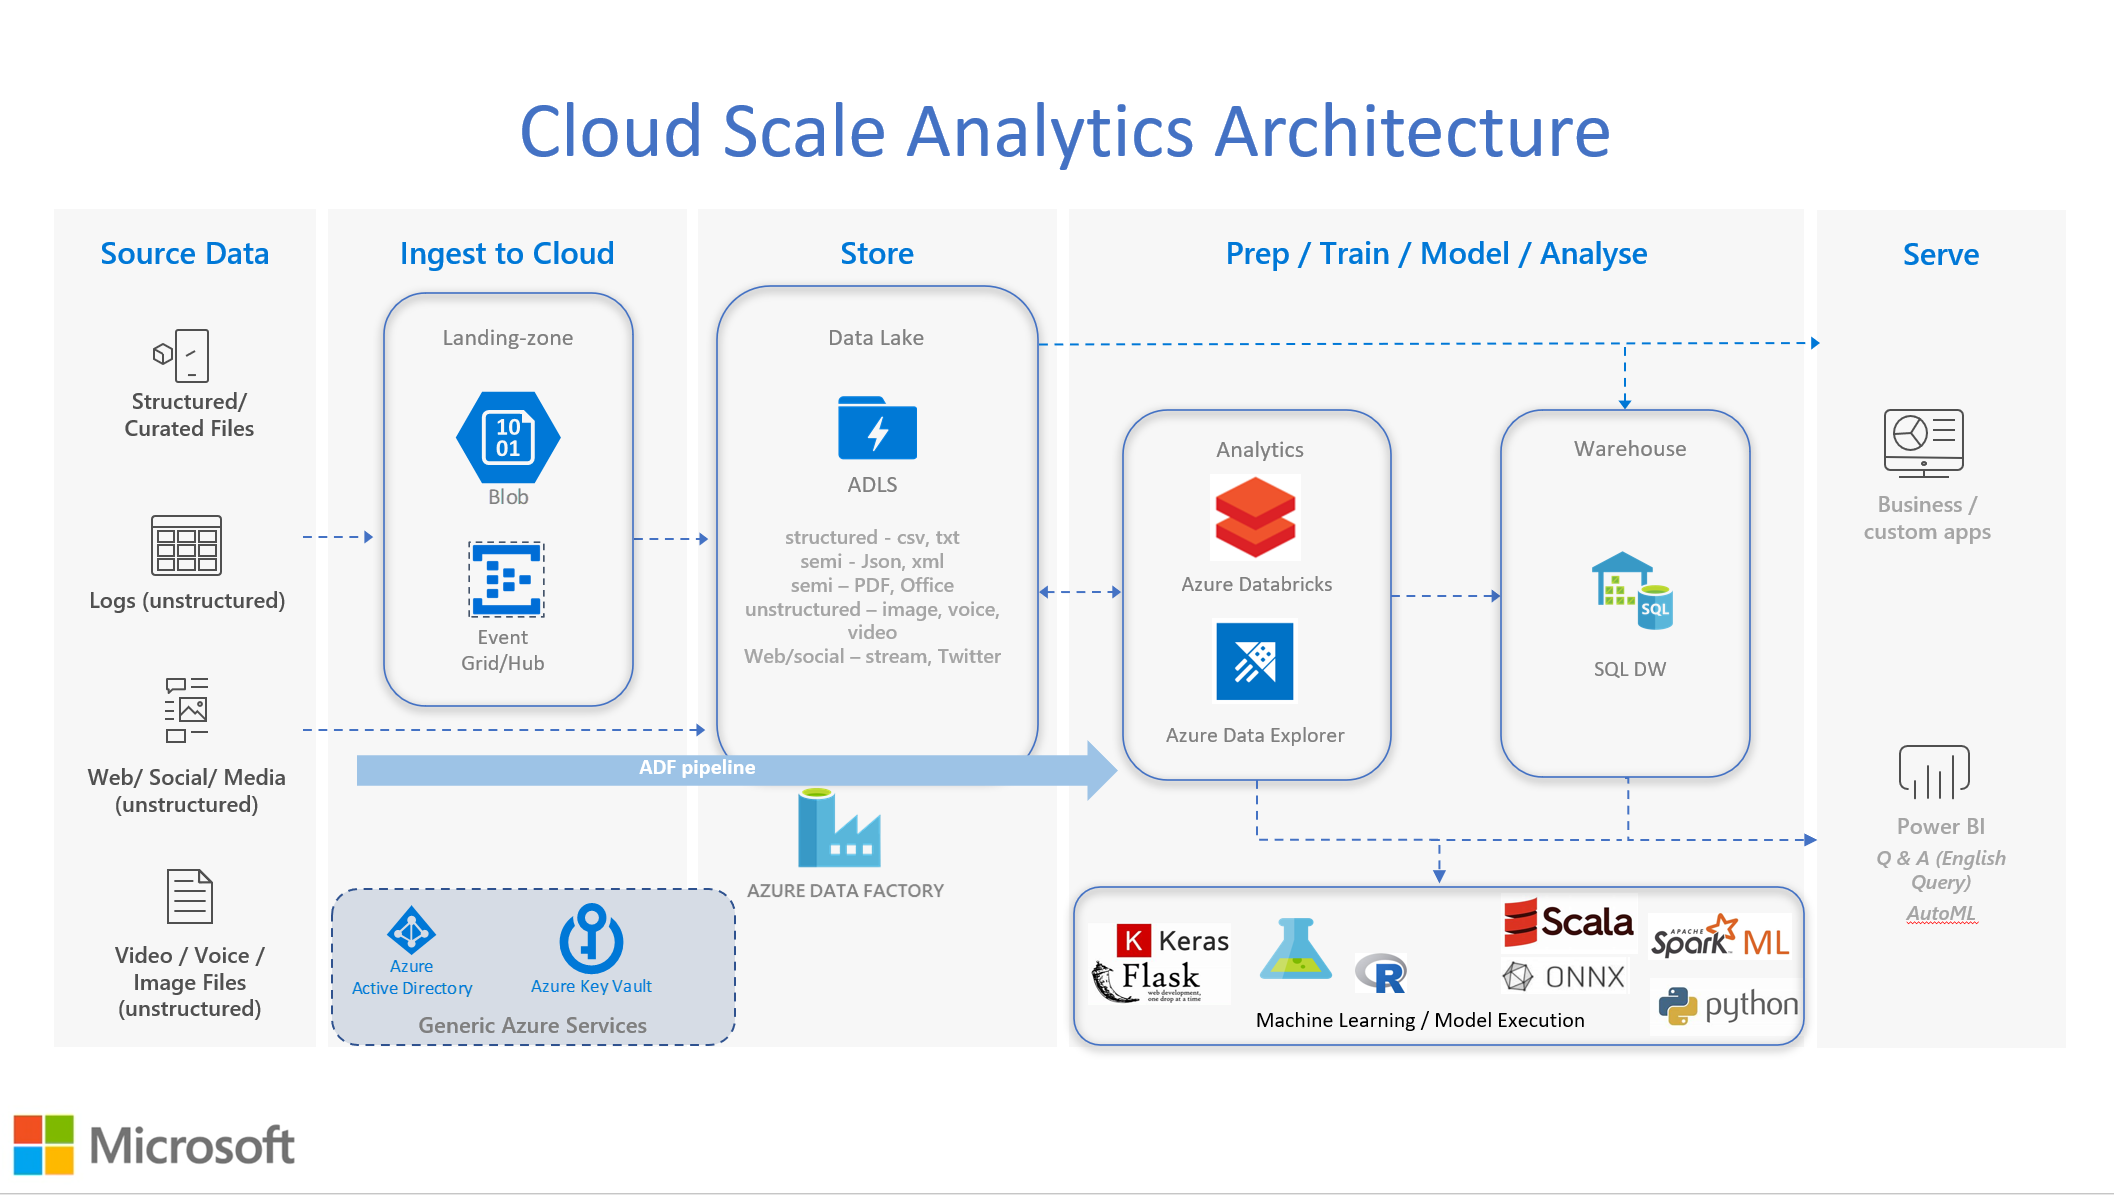 Cloud Scale Analytics Architecture
Source Data
Structured/
Curated Files
Logs (unstructured)
Web/ Social/ Media
(unstructured)
Video / Voice /
Image Files
(unstructured)
Ingest to Cloud
Landing-zone
10
01
Blob
Event
Grid/Hub
Store
Data Lake
ADLS
structured - csv, txt
semi - Json, xml
semi – PDF, Office
unstructured – image, voice,
video
Web/social – stream, Twitter
ADF pipeline
AZURE DATA FACTORY
Azure
Active Directory
Azure Key Vault
Generic Azure Services
Prep / Train / Model / Analyse
Analytics
Azure Databricks
Azure Data Explorer
Warehouse
SQL
SQL DW
K Keras
Flask
web development,
one drop at a time
R
Scala
ONNX
APACHE
Spark ML
python
Machine Learning / Model Execution
Serve
Business /
custom apps
Power BI
Q & A (English
Query)
AutoML
Microsoft